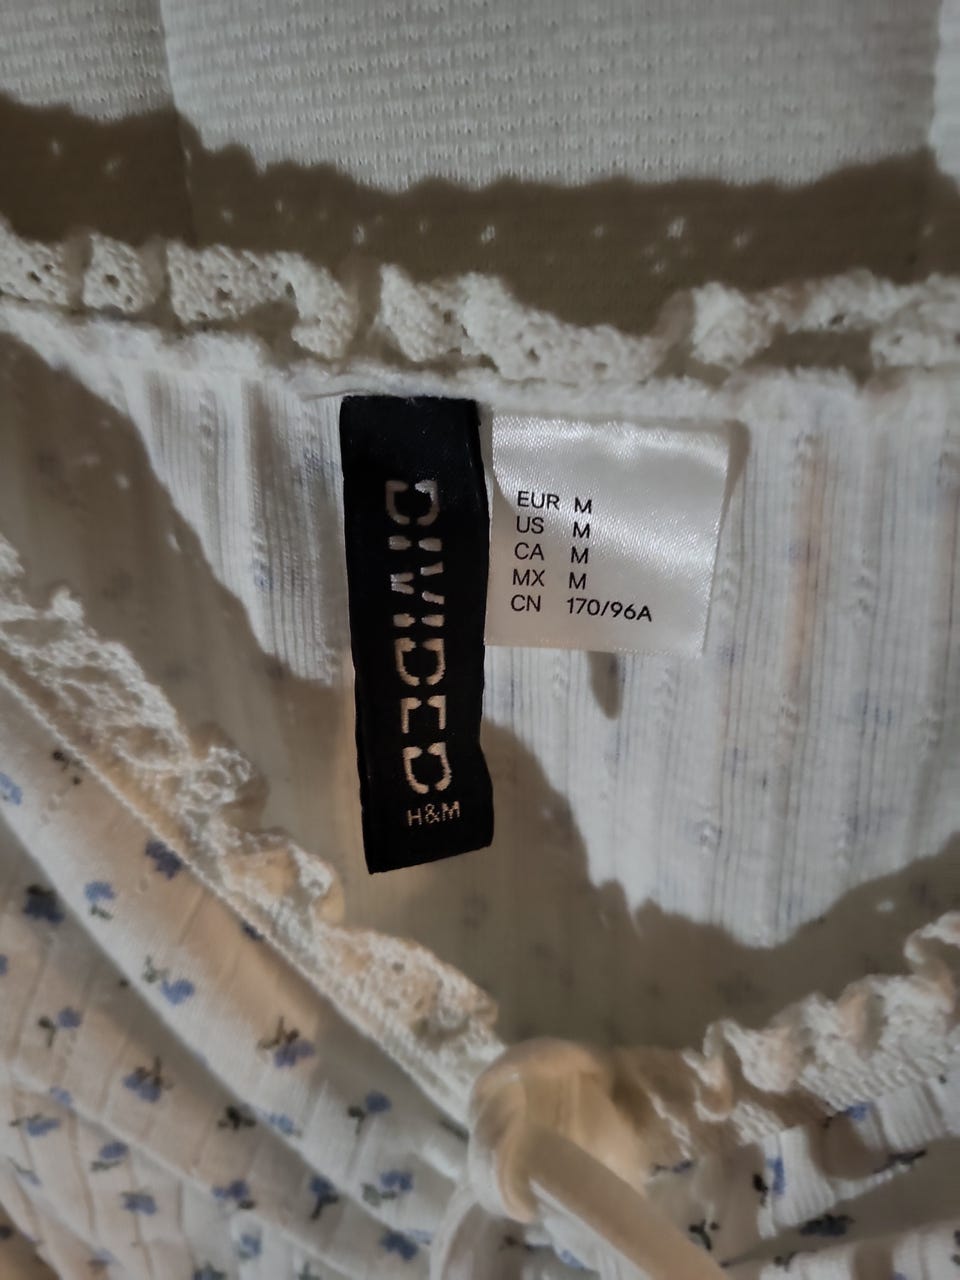 DIVIDED
H&M
EUR M
US M
CA M
MX M
CN 170/96A